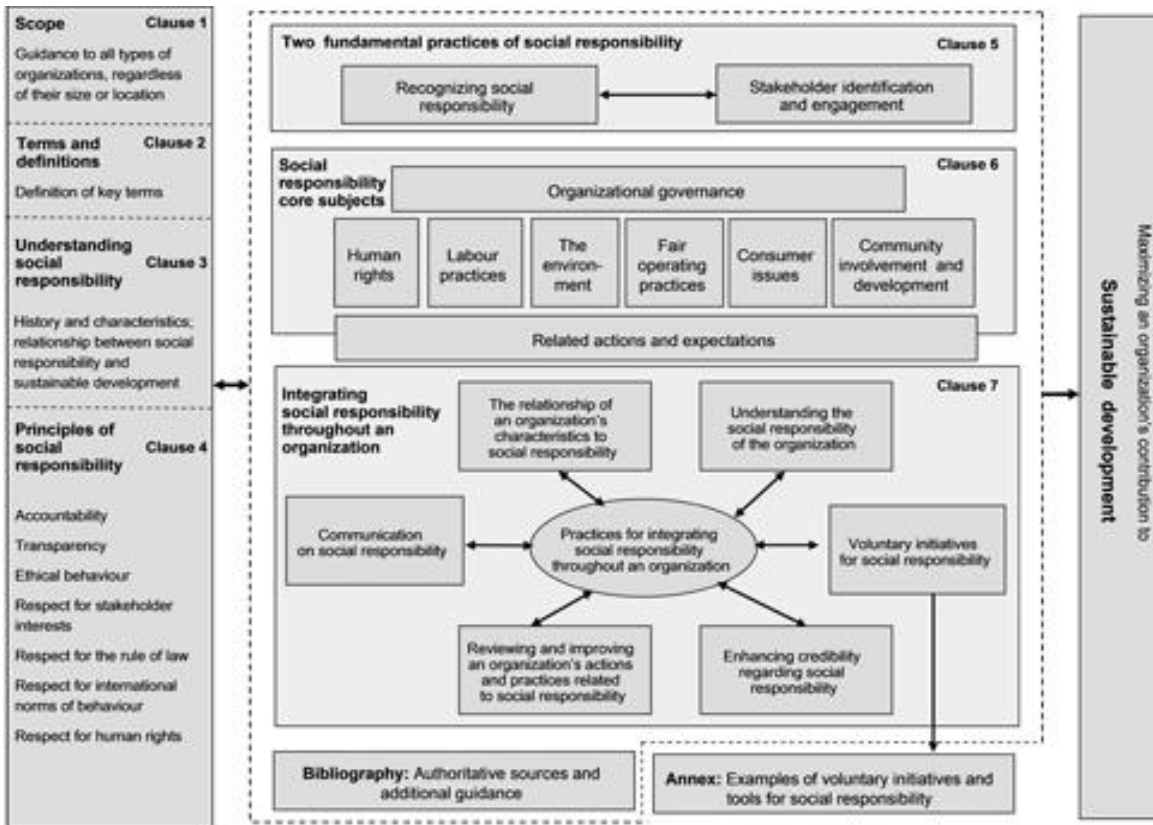 Scope Clause 1
Guidance to all types of
organizations, regardless
of their size or location
Terms and Clause 2
definitions
Definition of key terms
Understanding
social Clause 3
responsibility
History and characteristics;
relationship between social
responsibility and
sustainable development
Principles of
social Clause 4
responsibility
Accountability
Transparency
Ethical behaviour
Respect for stakeholder
interests
Respect for the rule of law
Respect for international
norms of behaviour
Respect for human rights
Two fundamental practices of social responsibility Clause 5
Recognizing social
responsibility
Stakeholder identification
and engagement
Social Clause 6
responsibility
core subjects
Organizational governance
Human
rights
Labour
practices
The
environ-
ment
Fair
operating
practices
Consumer
issues
Community
involvement and
development
Related actions and expectations
Integrating Clause 7
social responsibility
throughout an
organization
The relationship of
an organization's
characteristics to
social responsibility
Understanding the
social responsibility
of the organization
Communication
on social responsibility
Practices for integrating
social responsibility
throughout an organization
Voluntary initiatives
for social responsibility
Reviewing and improving
an organization's actions
and practices related
to social responsibility
Enhancing credibility
regarding social
responsibility
Bibliography: Authoritative sources and
additional guidance
Annex: Examples of voluntary initiatives and
tools for social responsibility
Maximizing an organization's contribution to
Sustainable development